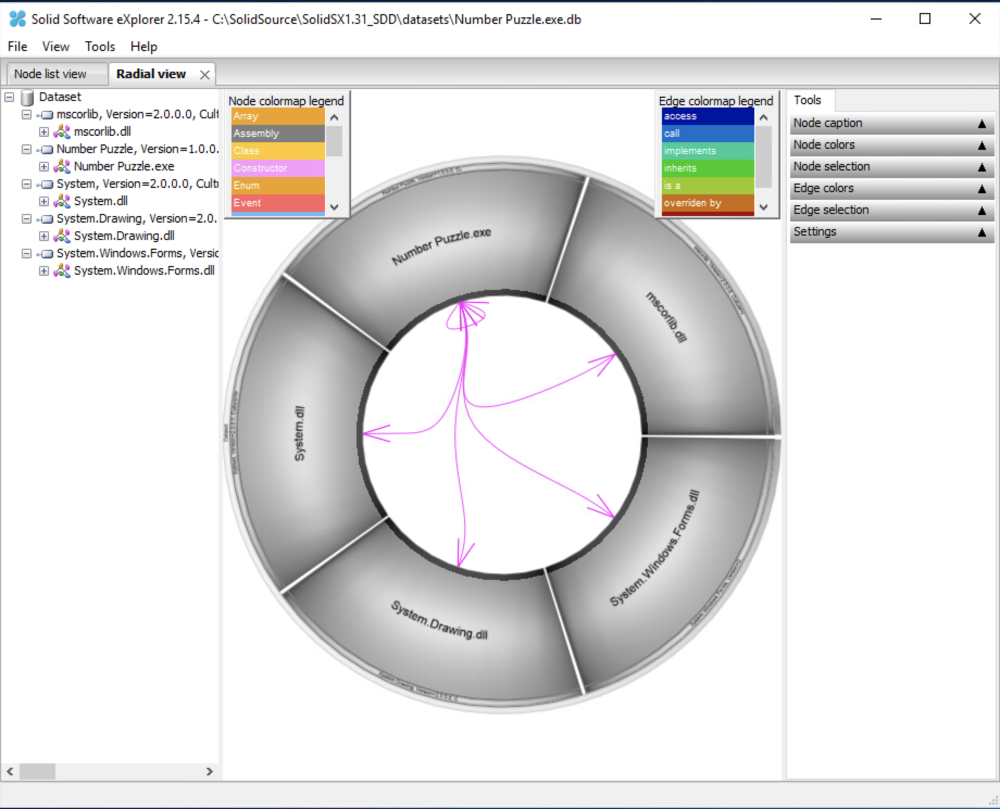 Solid Software eXplorer 2.15.4 - C:\SolidSource\SolidSX1.31_SDD\datasets\Number Puzzle.exe.db
File View Tools Help
Node list view
Radial view
Dataset
mscorlib, Version=2.0.0.0, Cult
mscorlib.dll
Number Puzzle, Version=1.0.0.
Number Puzzle.exe
System, Version=2.0.0.0, Cult
System.dll
System.Drawing, Version=2.0.
System.Drawing.dll
System.Windows.Forms, Versio
System.Windows.Forms.dll
Node colormap legend
Array
Assembly
Class
Constructor
Enum
Event
Edge colormap legend
access
call
implements
inherits
is a
overriden by
Number Puzzle.exe
mscorlib.dll
System.dll
System.Windows.Forms.dll
System.Drawing.dll
Dataset
Tools
Node caption
Node colors
Node selection
Edge colors
Edge selection
Settings